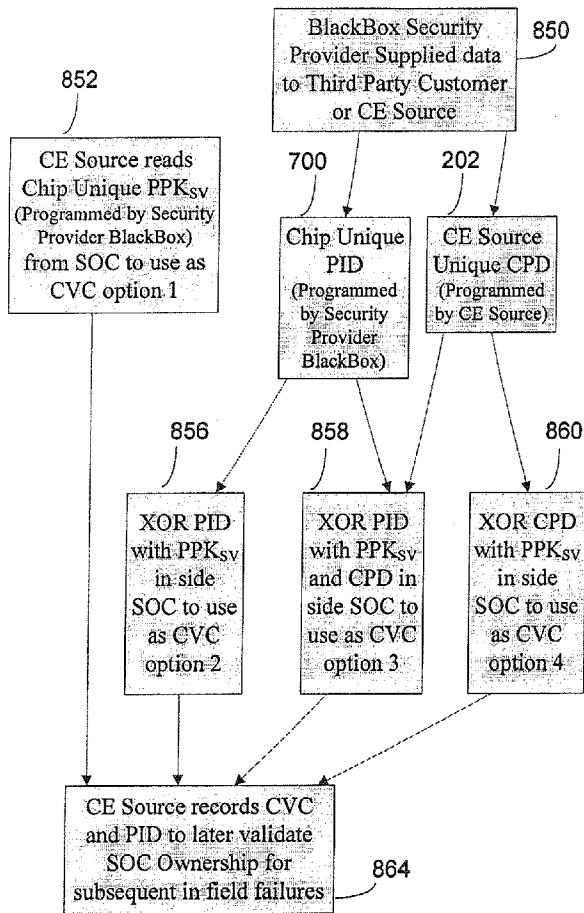 BlackBox Security
Provider Supplied data
to Third Party Customer
or CE Source
850
852
CE Source reads
Chip Unique PPKSV
(Programmed by Security
Provider BlackBox)
from SOC to use as
CVC option 1
700
Chip Unique
PID
(Programmed
by Security
Provider
BlackBox)
202
CE Source
Unique CPD
(Programmed
by CE Source)
856
XOR PID
with PPKSV
in side
SOC to use
as CVC
option 2
858
XOR PID
with PPKSV
and CPD in
side SOC to
use as CVC
option 3
860
XOR CPD
with PPKSV
in side
SOC to use
as CVC
option 4
CE Source records CVC
and PID to later validate
SOC Ownership for
subsequent in field failures
864